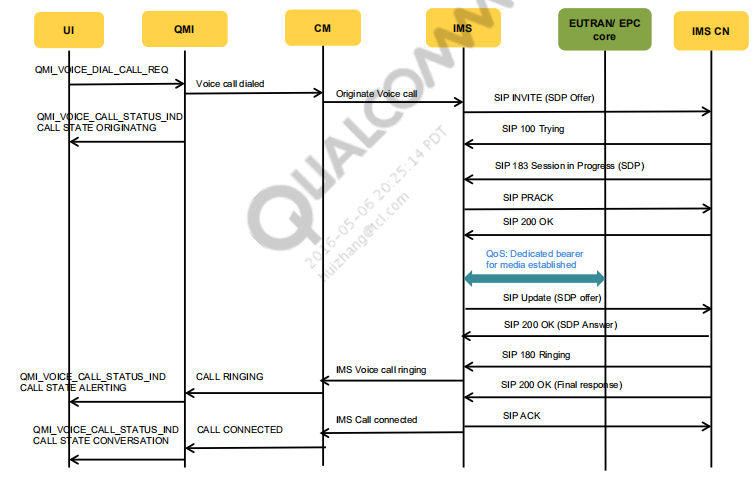 UI
QMI
CM
IMS
EUTRAN/ EPC
core
IMS CN
QMI_VOICE_DIAL_CALL_REQ
Voice call dialed
Originate Voice call
SIP INVITE (SDP Offer)
QMI_VOICE_CALL_STATUS_IND
CALL STATE ORIGINATNG
SIP 100 Trying
SIP 183 Session in Progress (SDP)
SIP PRACK
SIP 200 OK
QoS: Dedicated bearer
for media established
SIP Update (SDP offer)
SIP 200 OK (SDP Answer)
SIP 180 Ringing
IMS Voice call ringing
CALL RINGING
QMI_VOICE_CALL_STATUS_IND
CALL STATE ALERTING
SIP 200 OK (Final response)
SIP ACK
IMS Call connected
CALL CONNECTED
QMI_VOICE_CALL_STATUS_IND
CALL STATE CONVERSATION
QUALCOMM
2016-05-06 20:25:14 PDT
huizhang@tcl.com